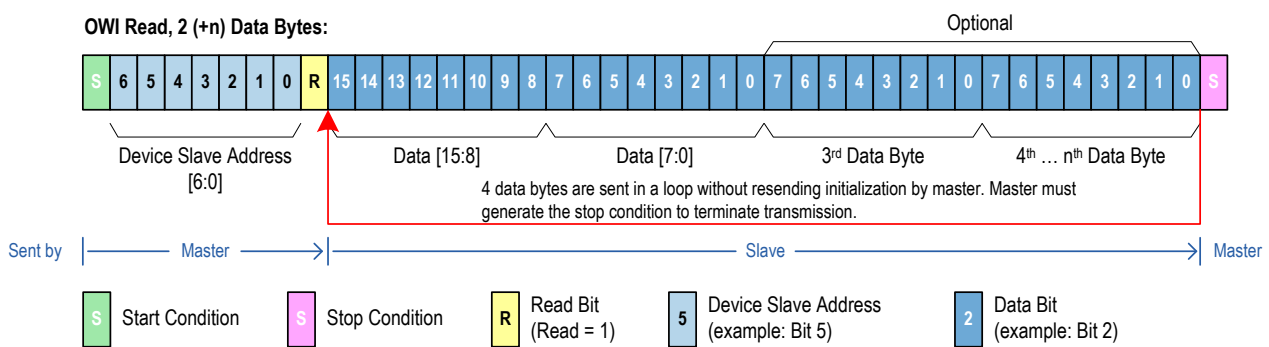 OWI Read, 2 (+n) Data Bytes:
Optional
S 6 5 4 3 2 1 0 R 15 14 13 12 11 10 9 8 7 6 5 4 3 2 1 0 7 6 5 4 3 2 1 0 7 6 5 4 3 2 1 0 S
Device Slave Address
[6:0]
Data [15:8]
Data [7:0]
3rd Data Byte
4th … nth Data Byte
4 data bytes are sent in a loop without resending initialization by master. Master must
generate the stop condition to terminate transmission.
Sent by
Master
Slave
Master
S Start Condition
S Stop Condition
R Read Bit
(Read = 1)
5 Device Slave Address
(example: Bit 5)
2 Data Bit
(example: Bit 2)